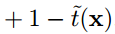 + 1 − t̃(x)